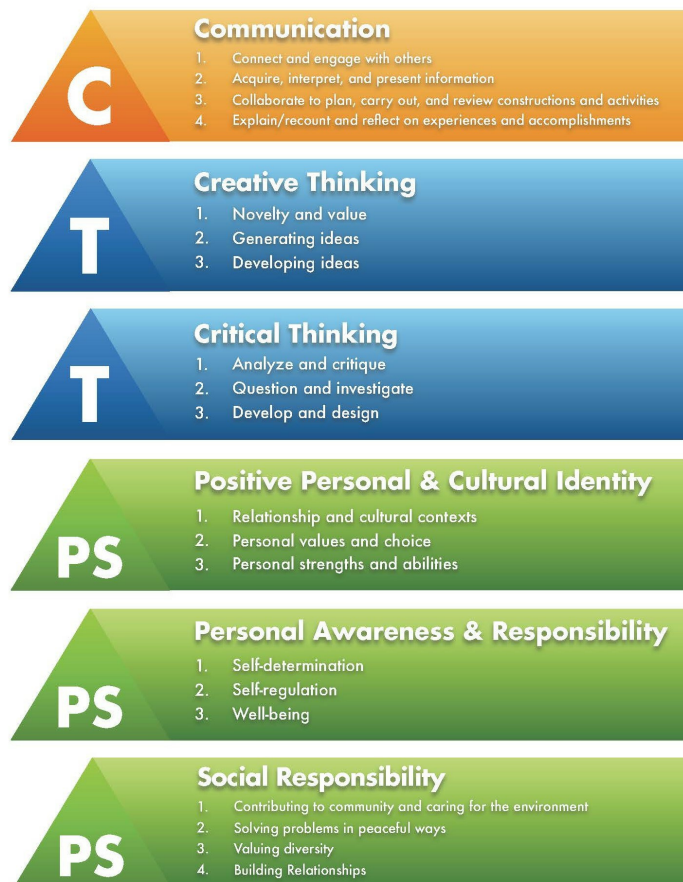 Communication
C
1. Connect and engage with others
2. Acquire, interpret, and present information
3. Collaborate to plan, carry out, and review constructions and activities
4. Explain/recount and reflect on experiences and accomplishments
Creative Thinking
T
1. Novelty and value
2. Generating ideas
3. Developing ideas
Critical Thinking
T
1. Analyze and critique
2. Question and investigate
3. Develop and design
Positive Personal & Cultural Identity
PS
1. Relationship and cultural contexts
2. Personal values and choice
3. Personal strengths and abilities
Personal Awareness & Responsibility
PS
1. Self-determination
2. Self-regulation
3. Well-being
Social Responsibility
PS
1. Contributing to community and caring for the environment
2. Solving problems in peaceful ways
3. Valuing diversity
4. Building Relationships